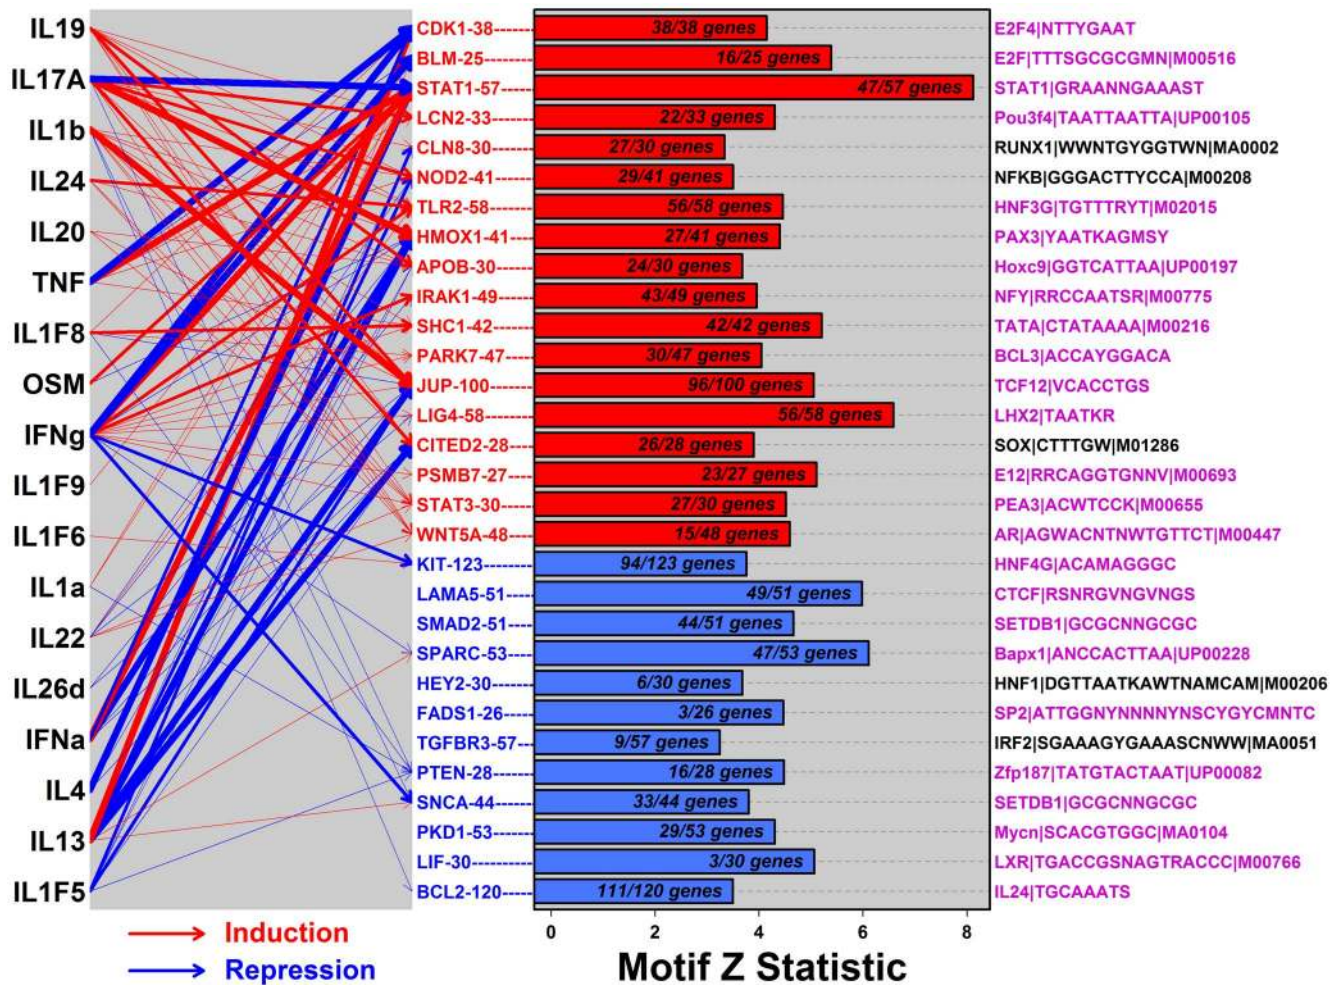 IL19
IL17A
IL1b
IL24
IL20
TNF
IL1F8
OSM
IFNg
IL1F9
IL1F6
IL1a
IL22
IL26d
IFNa
IL4
IL13
IL1F5
Induction
Repression
CDK1-38 38/38 genes E2F4|NTTYGAAT
BLM-25 16/25 genes E2F|TTTSGCGCGMN|M00516
STAT1-57 47/57 genes STAT1|GRAANNGAAAST
LCN2-33 22/33 genes Pou3f4|TAATTAATTA|UP00105
CLN8-30 27/30 genes RUNX1|WWNTGYGGTWN|MA0002
NOD2-41 29/41 genes NFKB|GGGACTTYCCA|M00208
TLR2-58 56/58 genes HNF3G|TGTTTRYT|M02015
HMOX1-41 27/41 genes PAX3|YAATKAGMSY
APOB-30 24/30 genes Hoxc9|GGTCATTAA|UP00197
IRAK1-49 43/49 genes NFY|RRCCAATSR|M00775
SHC1-42 42/42 genes TATA|CTATAAAA|M00216
PARK7-47 30/47 genes BCL3|ACCAYGGACA
JUP-100 96/100 genes TCF12|VCACCTGS
LIG4-58 56/58 genes LHX2|TAATKR
CITED2-28 26/28 genes SOX|CTTTGW|M01286
PSMB7-27 23/27 genes E12|RRCAGGTGNNV|M00693
STAT3-30 27/30 genes PEA3|ACWTCCK|M00655
WNT5A-48 15/48 genes AR|AGWACNTNWTGTTCT|M00447
KIT-123 94/123 genes HNF4G|ACAMAGGGC
LAMA5-51 49/51 genes CTCF|RSNRGVNGVNGS
SMAD2-51 44/51 genes SETDB1|GCGCNNGCGC
SPARC-53 47/53 genes Bapx1|ANCCACTTAA|UP00228
HEY2-30 6/30 genes HNF1|DGTTAATKAWTNAMCAM|M00206
FADS1-26 3/26 genes SP2|ATTGGNYNNNNYNSCYGYCMNTC
TGFBR3-57 9/57 genes IRF2|SGAAAGYGAAASCNWW|MA0051
PTEN-28 16/28 genes Zfp187|TATGTACTAAT|UP00082
SNCA-44 33/44 genes SETDB1|GCGCNNGCGC
PKD1-53 29/53 genes Mycn|SCACGTGGC|MA0104
LIF-30 3/30 genes LXR|TGACCGSNAGTRACCC|M00766
BCL2-120 111/120 genes IL24|TGCAAATS
0 2 4 6 8
Motif Z Statistic